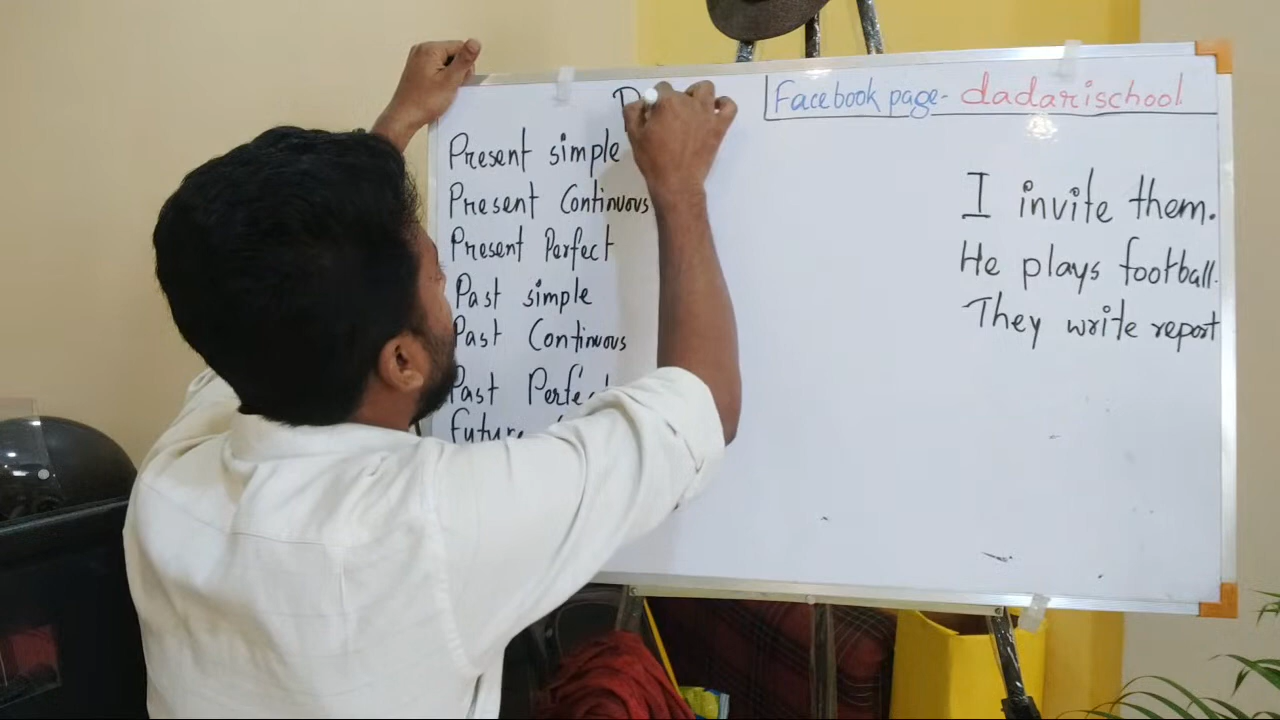 Facebook page- dadarischool
Present simple
Present Continuous
Present Perfect
Past simple
Past Continuous
Past Perfect
Future
I invite them.
He plays football.
They write report